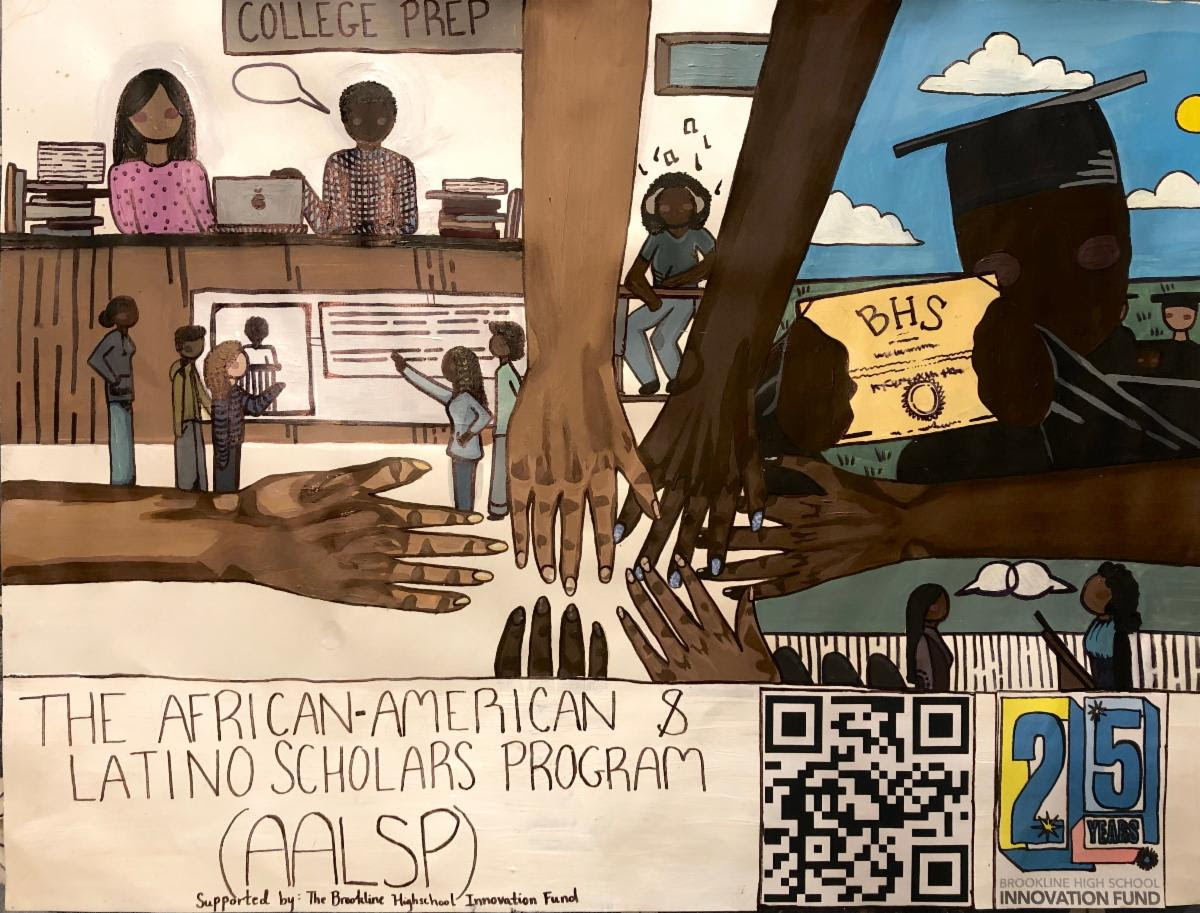 COLLEGE PREP
BHS
THE AFRICAN-AMERICAN &
LATINO SCHOLARS PROGRAM
(AALSP)
Supported by: The Brookline Highschool Innovation Fund
25
YEARS
BROOKLINE HIGH SCHOOL
INNOVATION FUND